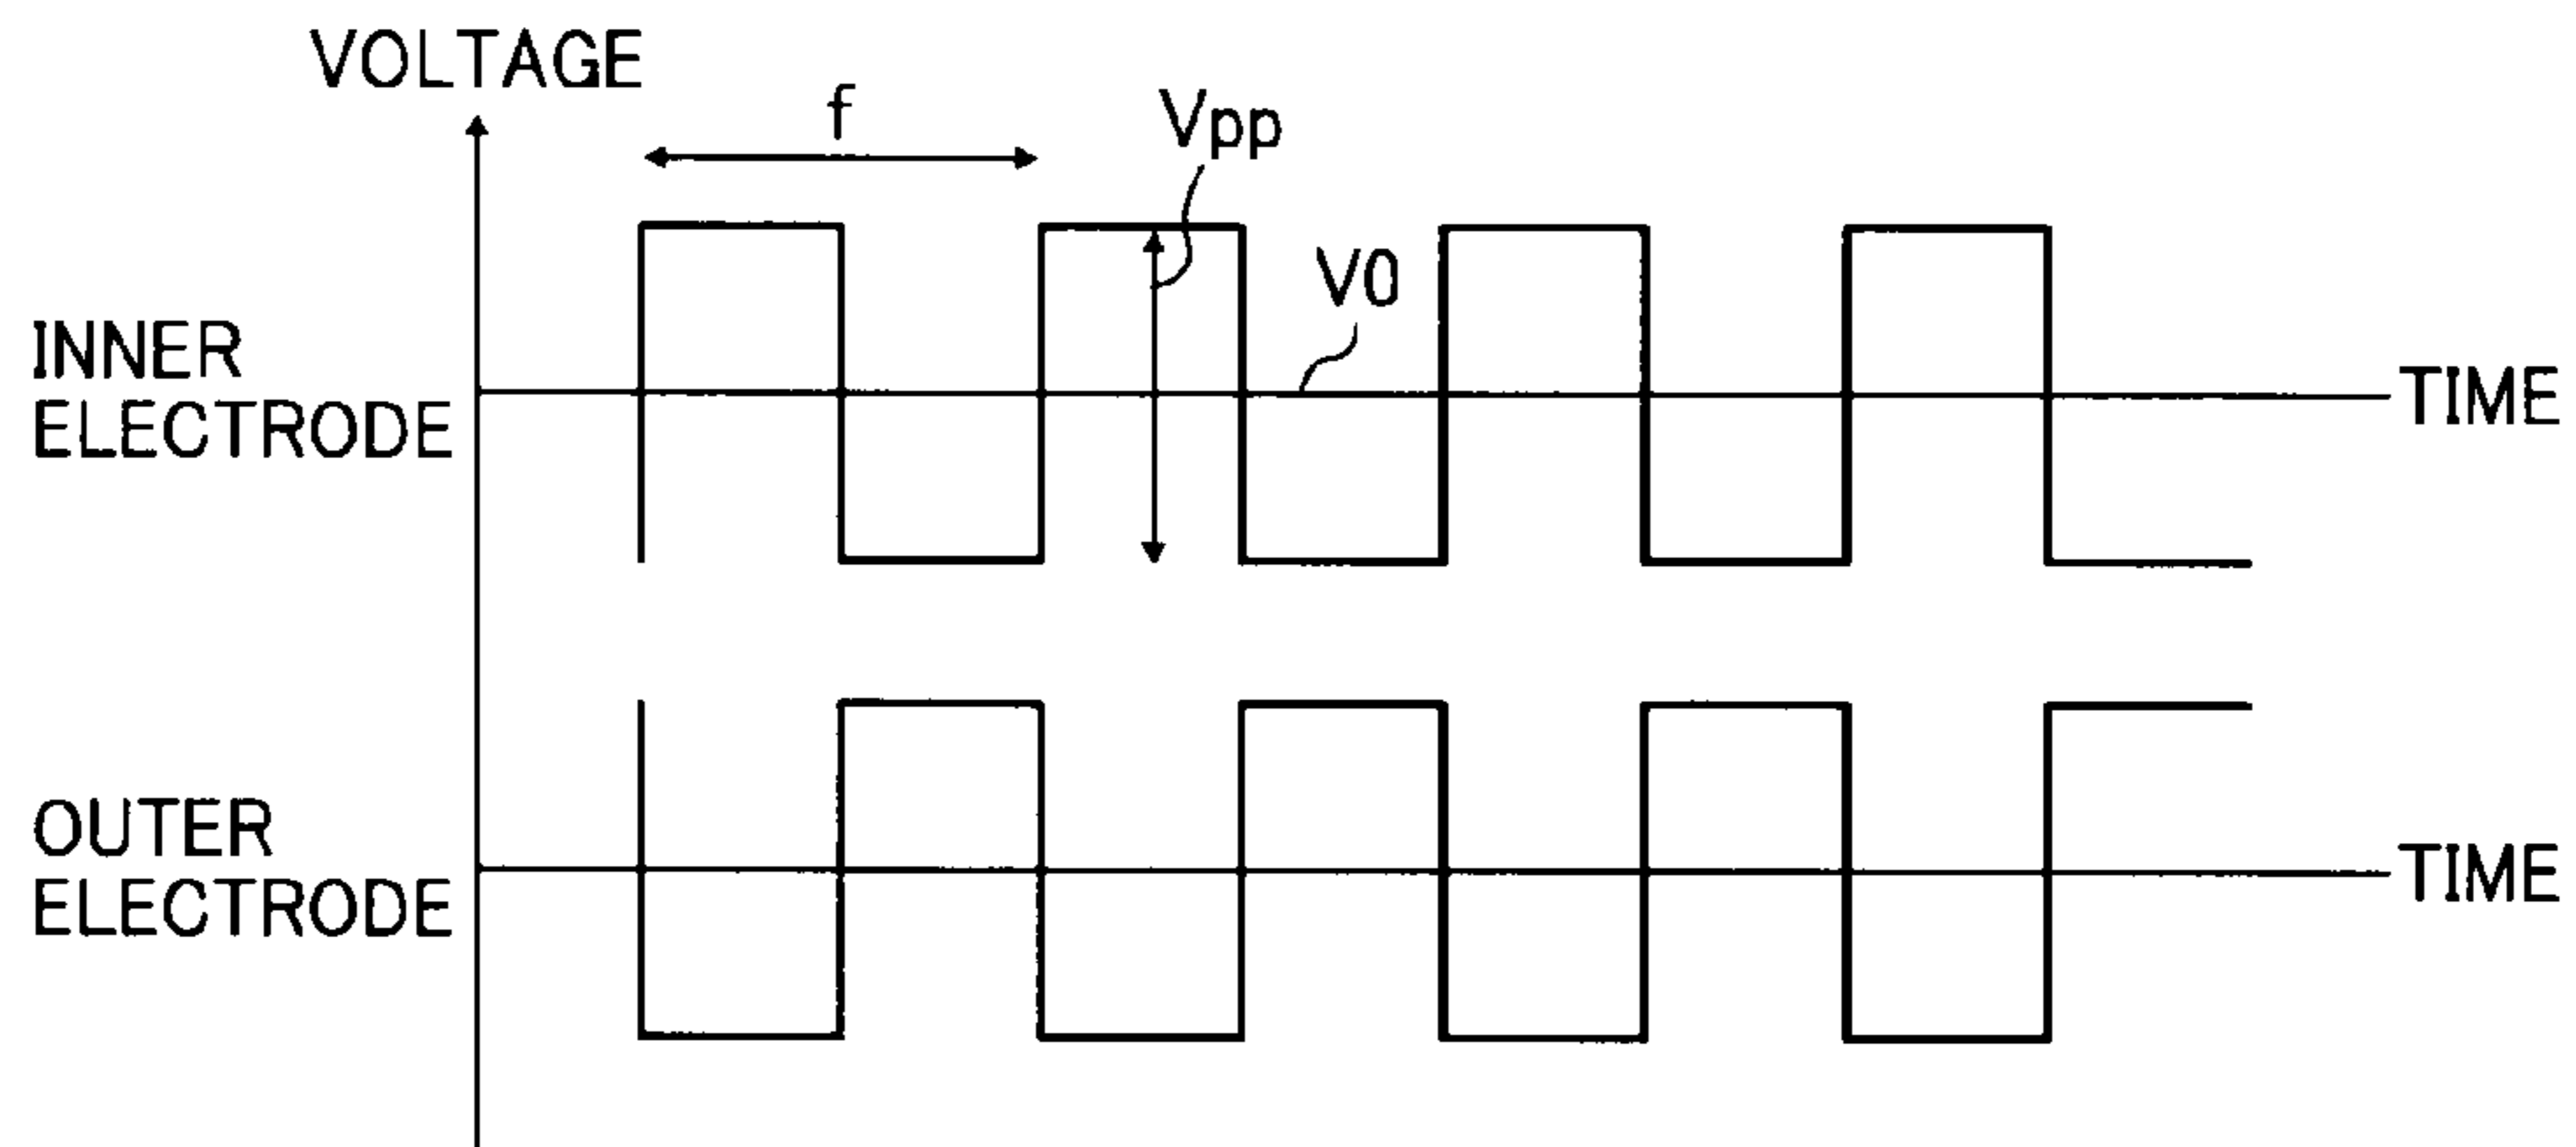 VOLTAGE
f
Vpp
V0
INNER
ELECTRODE
TIME
OUTER
ELECTRODE
TIME